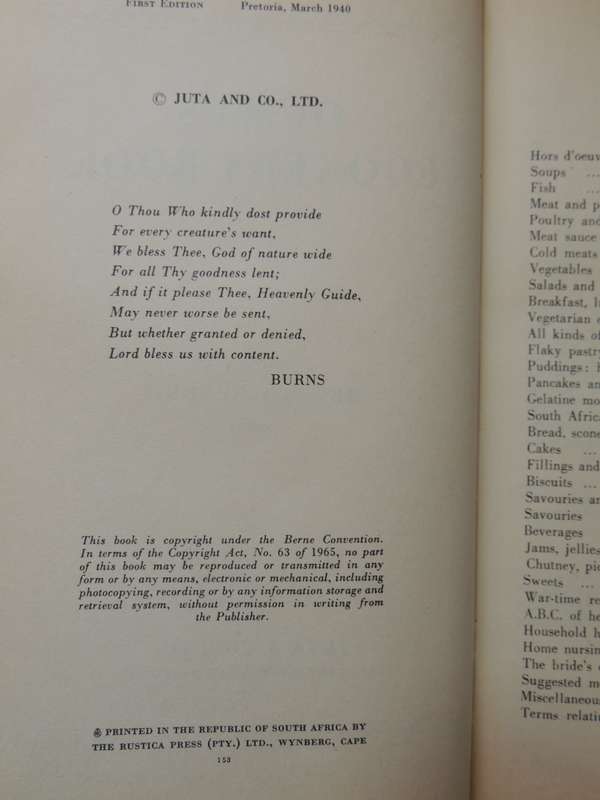 FIRST EDITION Pretoria, March 1940
© JUTA AND CO., LTD.
O Thou Who kindly dost provide
For every creature's want,
We bless Thee, God of nature wide
For all Thy goodness lent;
And if it please Thee, Heavenly Guide,
May never worse be sent,
But whether granted or denied,
Lord bless us with content.
BURNS
This book is copyright under the Berne Convention.
In terms of the Copyright Act, No. 63 of 1965, no part
of this book may be reproduced or transmitted in any
form or by any means, electronic or mechanical, including
photocopying, recording or by any information storage and
retrieval system, without permission in writing from
the Publisher.
PRINTED IN THE REPUBLIC OF SOUTH AFRICA BY
THE RUSTICA PRESS (PTY.) LTD., WYNBERG, CAPE
153
Hors d'oeuv
Soups ...
Fish ...
Meat and p
Poultry and
Meat sauce
Cold meats
Vegetables
Salads and
Breakfast, l
Vegetarian
All kinds of
Flaky pastry
Puddings:
Pancakes an
Gelatine mo
South Afric
Bread, scone
Cakes ...
Fillings and
Biscuits ...
Savouries an
Savouries
Beverages
Jams, jellies
Chutney, pic
Sweets ...
War-time re
A.B.C. of he
Household h
Home nursin
The bride's
Suggested m
Miscellaneous
Terms relatin